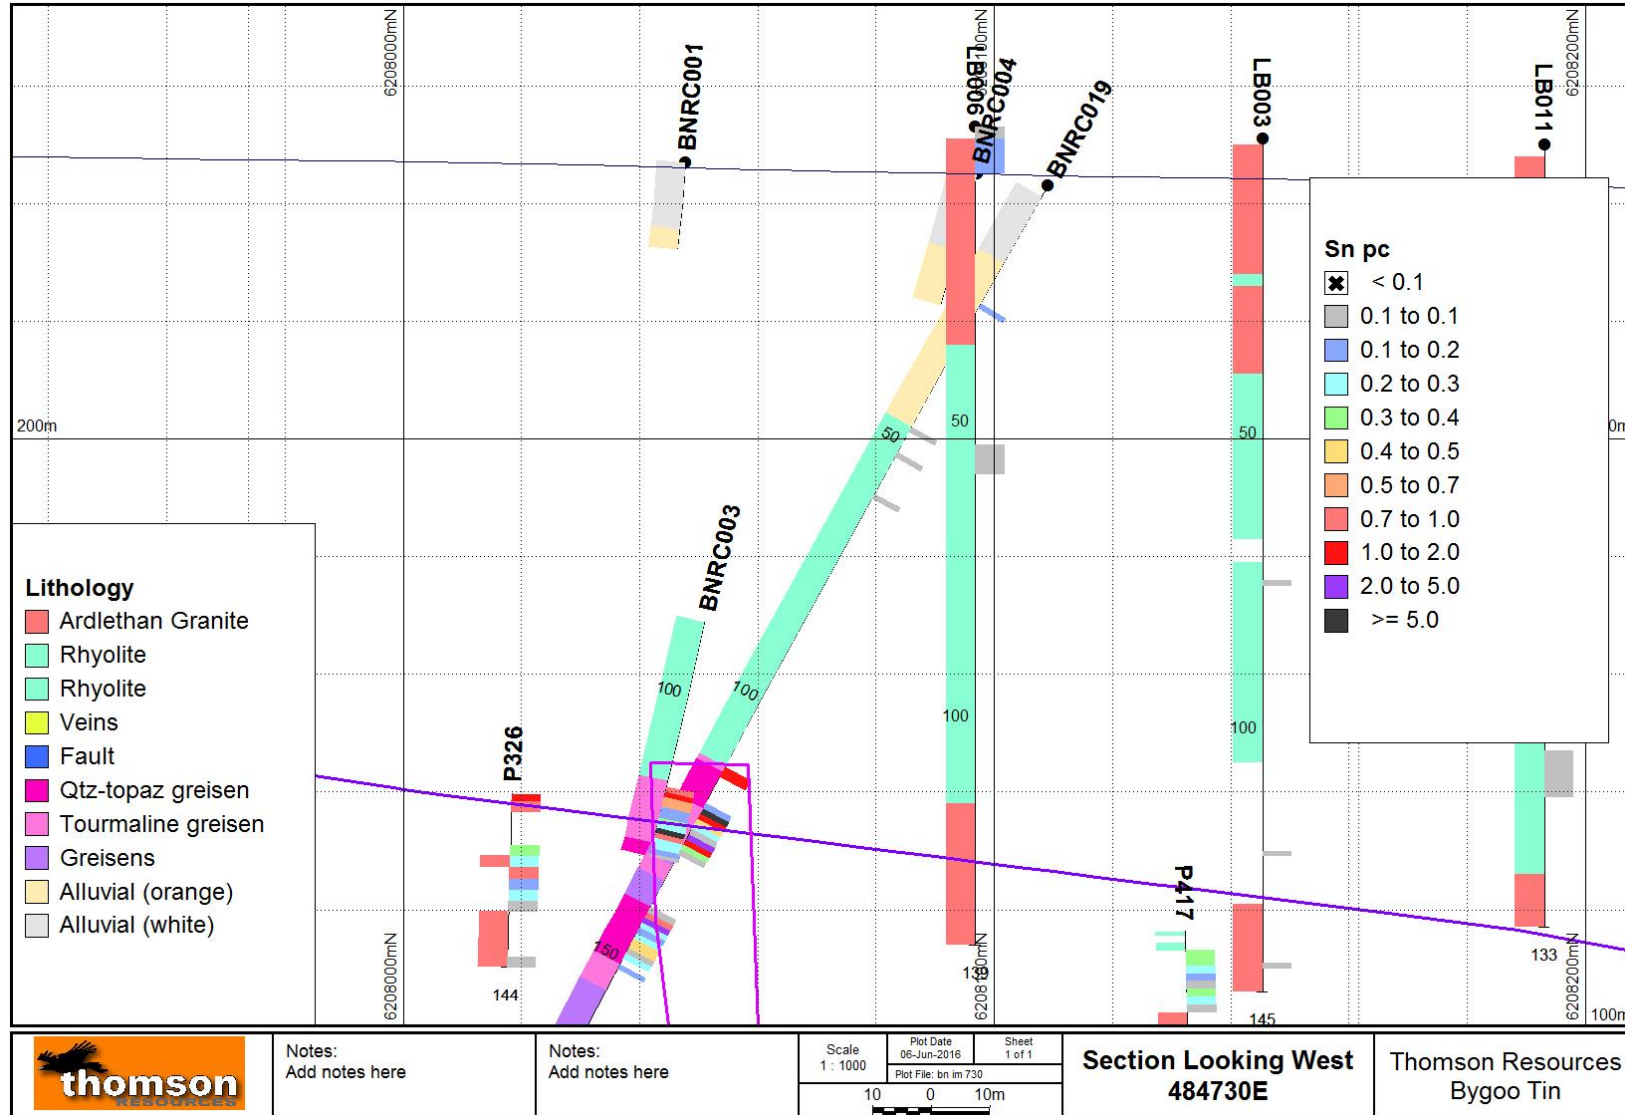 6208000mN
6208100mN
6208200mN
BNRC001
LB006
BNRC004
BNRC019
LB003
LB011
200m
0m
50
50
50
BNRC003
100
100
100
100
P326
P417
150
144
139
145
133
6208000mN
6208100mN
6208200mN
100m
Lithology
Ardlethan Granite
Rhyolite
Rhyolite
Veins
Fault
Qtz-topaz greisen
Tourmaline greisen
Greisens
Alluvial (orange)
Alluvial (white)
Sn pc
< 0.1
0.1 to 0.1
0.1 to 0.2
0.2 to 0.3
0.3 to 0.4
0.4 to 0.5
0.5 to 0.7
0.7 to 1.0
1.0 to 2.0
2.0 to 5.0
>= 5.0
thomson
RESOURCES
Notes:
Add notes here
Notes:
Add notes here
Scale
1 : 1000
Plot Date
06-Jun-2016
Sheet
1 of 1
Plot File: bn im 730
10 0 10m
Section Looking West
484730E
Thomson Resources
Bygoo Tin